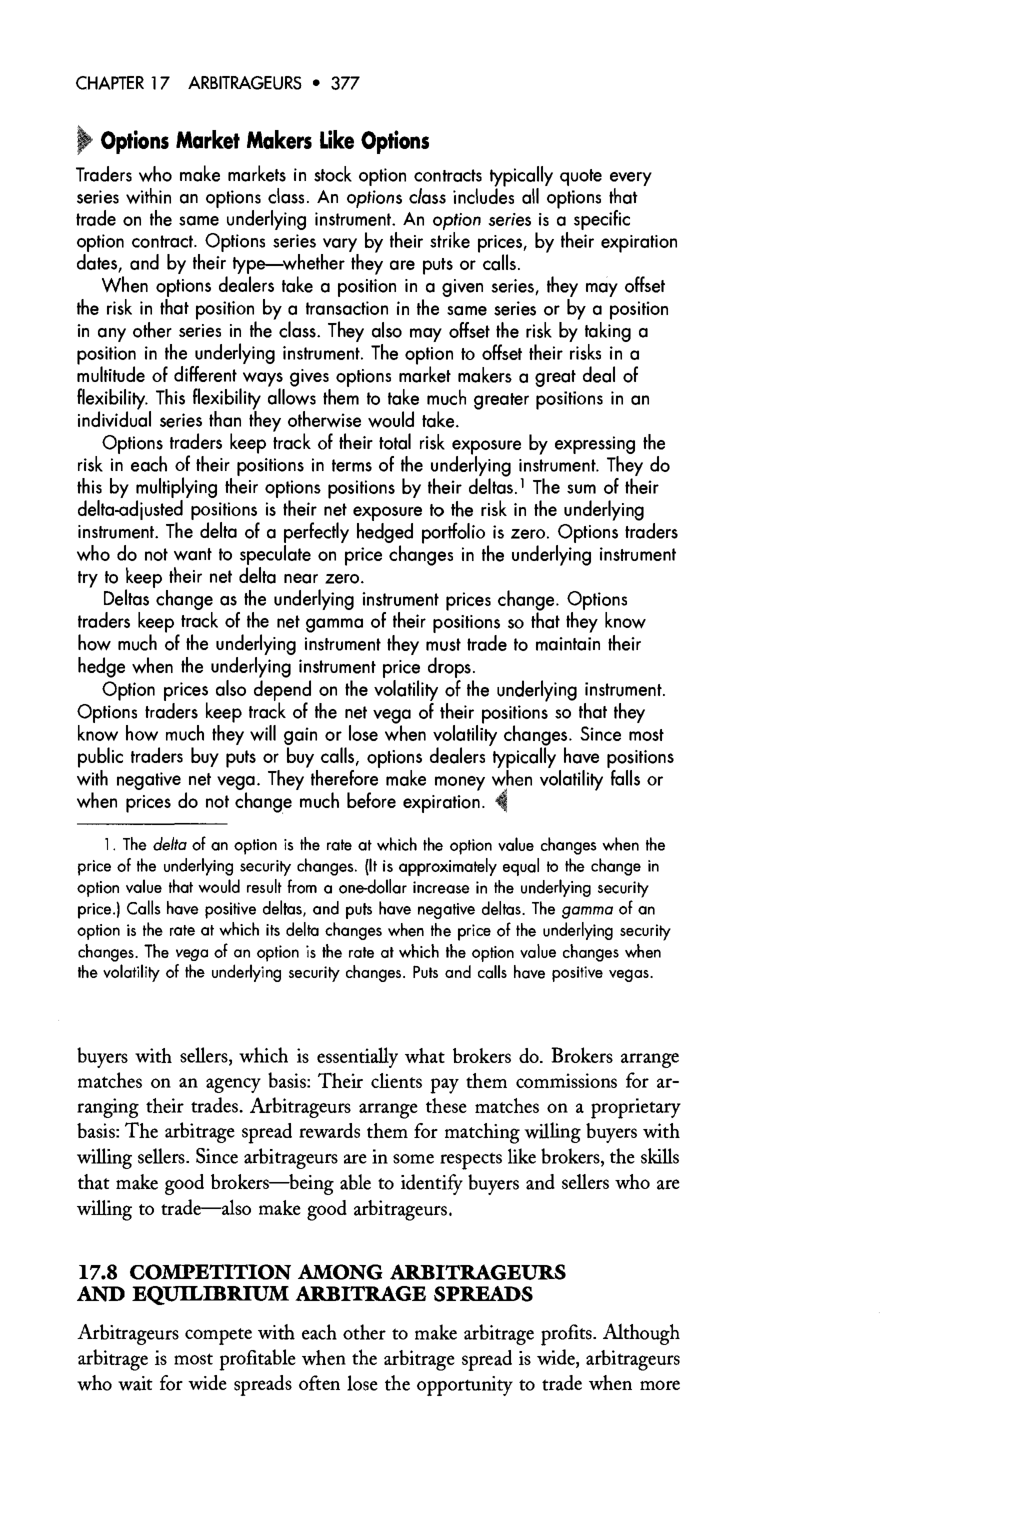 CHAPTER 17 ARBITRAGEURS • 377
Options Market Makers Like Options
Traders who make markets in stock option contracts typically quote every
series within an options class. An options class includes all options that
trade on the same underlying instrument. An option series is a specific
option contract. Options series vary by their strike prices, by their expiration
dates, and by their type—whether they are puts or calls.
When options dealers take a position in a given series, they may offset
the risk in that position by a transaction in the same series or by a position
in any other series in the class. They also may offset the risk by taking a
position in the underlying instrument. The option to offset their risks in a
multitude of different ways gives options market makers a great deal of
flexibility. This flexibility allows them to take much greater positions in an
individual series than they otherwise would take.
Options traders keep track of their total risk exposure by expressing the
risk in each of their positions in terms of the underlying instrument. They do
this by multiplying their options positions by their deltas.1 The sum of their
delta-adjusted positions is their net exposure to the risk in the underlying
instrument. The delta of a perfectly hedged portfolio is zero. Options traders
who do not want to speculate on price changes in the underlying instrument
try to keep their net delta near zero.
Deltas change as the underlying instrument prices change. Options
traders keep track of the net gamma of their positions so that they know
how much of the underlying instrument they must trade to maintain their
hedge when the underlying instrument price drops.
Option prices also depend on the volatility of the underlying instrument.
Options traders keep track of the net vega of their positions so that they
know how much they will gain or lose when volatility changes. Since most
public traders buy puts or buy calls, options dealers typically have positions
with negative net vega. They therefore make money when volatility falls or
when prices do not change much before expiration.
1. The delta of an option is the rate at which the option value changes when the
price of the underlying security changes. (It is approximately equal to the change in
option value that would result from a one-dollar increase in the underlying security
price.) Calls have positive deltas, and puts have negative deltas. The gamma of an
option is the rate at which its delta changes when the price of the underlying security
changes. The vega of an option is the rate at which the option value changes when
the volatility of the underlying security changes. Puts and calls have positive vegas.
buyers with sellers, which is essentially what brokers do. Brokers arrange
matches on an agency basis: Their clients pay them commissions for ar-
ranging their trades. Arbitrageurs arrange these matches on a proprietary
basis: The arbitrage spread rewards them for matching willing buyers with
willing sellers. Since arbitrageurs are in some respects like brokers, the skills
that make good brokers—being able to identify buyers and sellers who are
willing to trade—also make good arbitrageurs.
17.8 COMPETITION AMONG ARBITRAGEURS
AND EQUILIBRIUM ARBITRAGE SPREADS
Arbitrageurs compete with each other to make arbitrage profits. Although
arbitrage is most profitable when the arbitrage spread is wide, arbitrageurs
who wait for wide spreads often lose the opportunity to trade when more